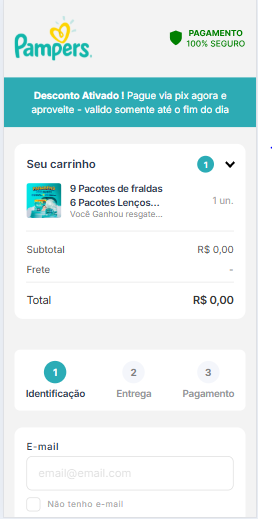 Pampers.
PAGAMENTO
100% SEGURO
Desconto Ativado ! Pague via pix agora e
aproveite - valido somente até o fim do dia
Seu carrinho
1
9 Pacotes de fraldas
6 Pacotes Lenços...
1 un.
Você Ganhou resgate...
Subtotal
R$ 0,00
Frete
-
Total
R$ 0,00
1
2
3
Identificação
Entrega
Pagamento
E-mail
email@email.com
Não tenho e-mail